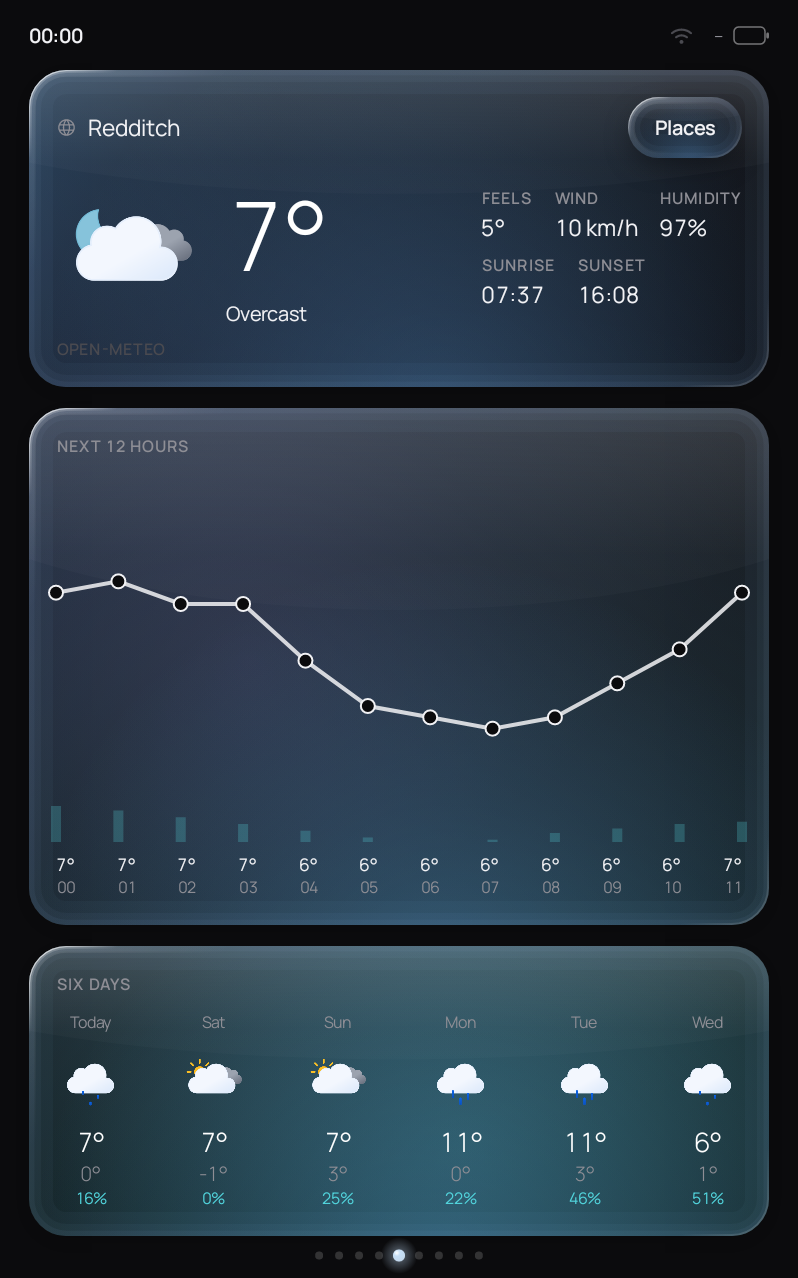 00:00
–
Redditch
Places
7°
Overcast
FEELS WIND HUMIDITY
5° 10 km/h 97%
SUNRISE SUNSET
07:37 16:08
OPEN-METEO
NEXT 12 HOURS
7° 7° 7° 7° 6° 6° 6° 6° 6° 6° 6° 7°
00 01 02 03 04 05 06 07 08 09 10 11
SIX DAYS
Today Sat Sun Mon Tue Wed
7° 7° 7° 11° 11° 6°
0° -1° 3° 0° 3° 1°
16% 0% 25% 22% 46% 51%